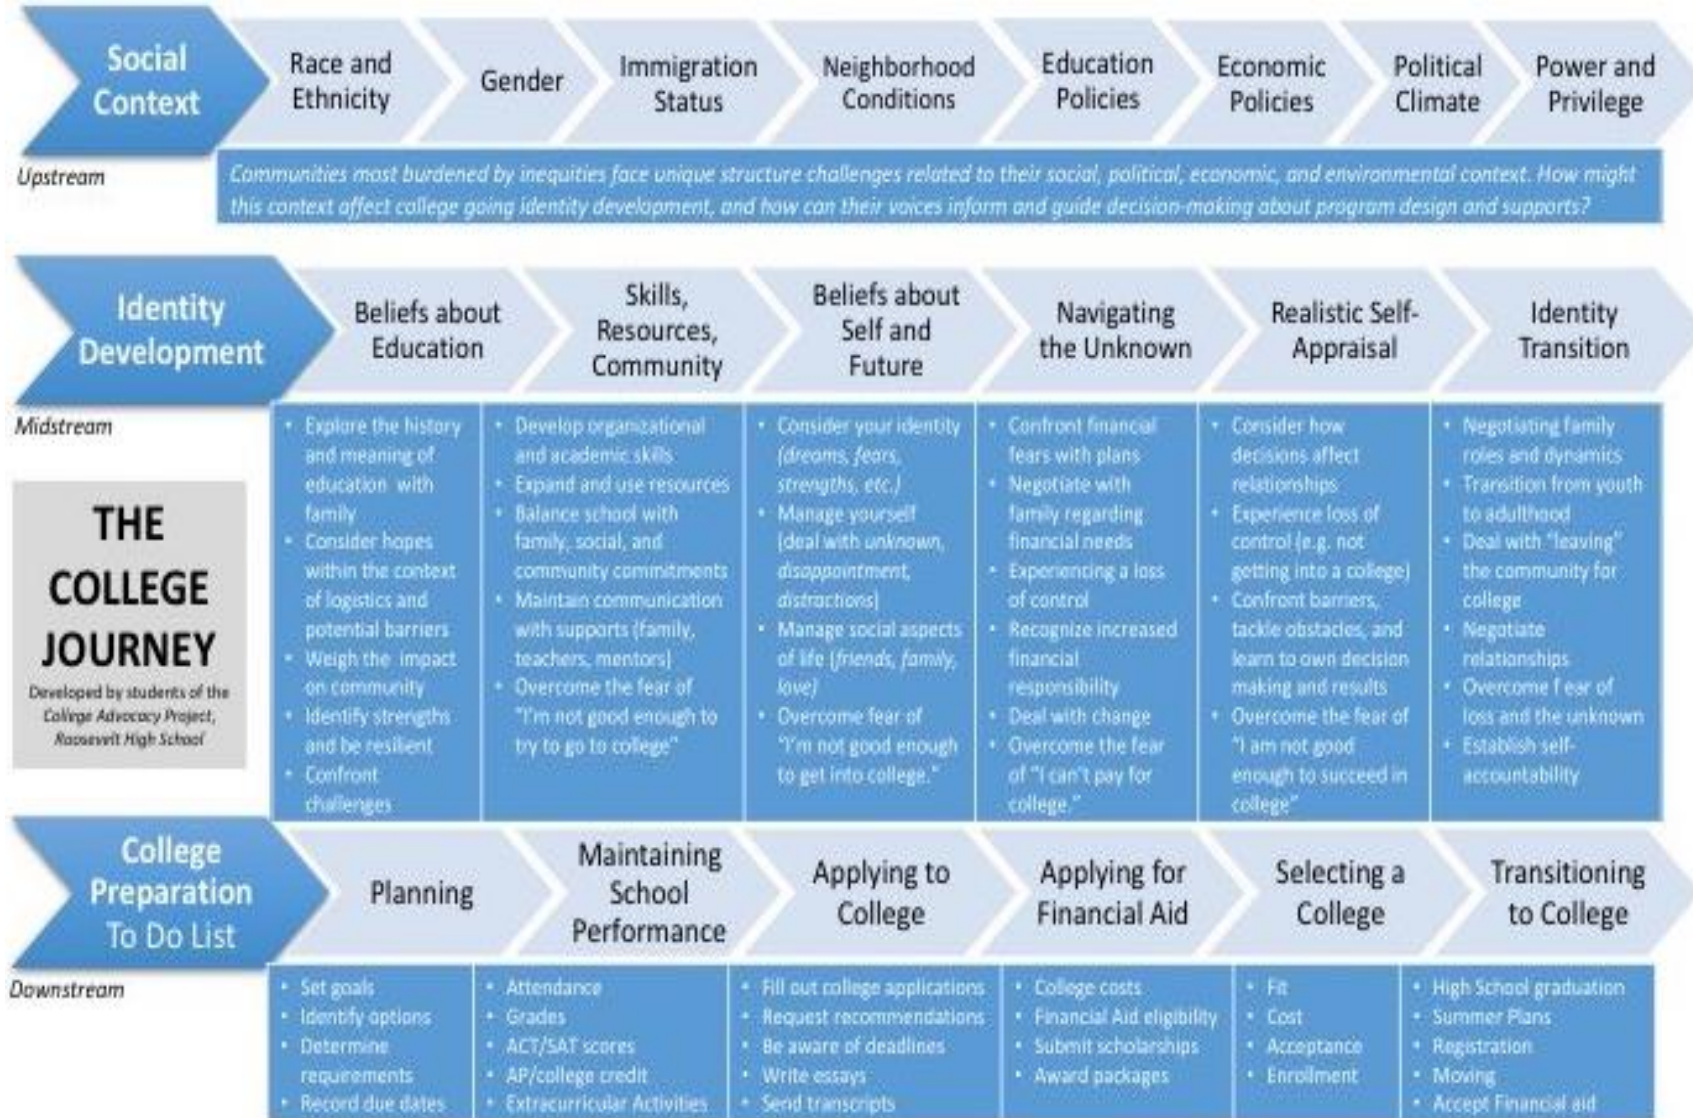 Social
Context
Race and
Ethnicity
Gender
Immigration
Status
Neighborhood
Conditions
Education
Policies
Economic
Policies
Political
Climate
Power and
Privilege
Upstream
Communities most burdened by inequities face unique structure challenges related to their social, political, economic, and environmental context. How might
this context affect college going identity development, and how can their voices inform and guide decision-making about program design and supports?
Identity
Development
Beliefs about
Education
Skills,
Resources,
Community
Beliefs about
Self and
Future
Navigating
the Unknown
Realistic Self-
Appraisal
Identity
Transition
Midstream
THE
COLLEGE
JOURNEY
Developed by students of the
College Advocacy Project,
Roosevelt High School
• Explore the history
and meaning of
education with
family
• Consider hopes
within the context
of logistics and
potential barriers
• Weigh the impact
on community
• Identify strengths
and be resilient
• Confront
challenges
• Develop organizational
and academic skills
• Expand and use resources
• Balance school with
family, social, and
community commitments
• Maintain communication
with supports (family,
teachers, mentors)
• Overcome the fear of
"I'm not good enough to
try to go to college"
• Consider your identity
(dreams, fears,
strengths, etc.)
• Manage yourself
(deal with unknown,
disappointment,
distractions)
• Manage social aspects
of life (friends, family,
love)
• Overcome fear of
"I'm not good enough
to get into college."
• Confront financial
fears with plans
• Negotiate with
family regarding
financial needs
• Experiencing a loss
of control
• Recognize increased
financial
responsibility
• Deal with change
• Overcome the fear
of "I can't pay for
college."
• Consider how
decisions affect
relationships
• Experience loss of
control (e.g. not
getting into a college)
• Confront barriers,
tackle obstacles, and
learn to own decision
making and results
• Overcome the fear of
"I am not good
enough to succeed in
college"
• Negotiating family
roles and dynamics
• Transition from youth
to adulthood
• Deal with "leaving"
the community for
college
• Negotiate
relationships
• Overcome f ear of
loss and the unknown
• Establish self-
accountability
College
Preparation
To Do List
Planning
Maintaining
School
Performance
Applying to
College
Applying for
Financial Aid
Selecting a
College
Transitioning
to College
Downstream
• Set goals
• Identify options
• Determine
requirements
• Record due dates
• Attendance
• Grades
• ACT/SAT scores
• AP/college credit
• Extracurricular Activities
• Fill out college applications
• Request recommendations
• Be aware of deadlines
• Write essays
• Send transcripts
• College costs
• Financial Aid eligibility
• Submit scholarships
• Award packages
• Fit
• Cost
• Acceptance
• Enrollment
• High School graduation
• Summer Plans
• Registration
• Moving
• Accept Financial aid